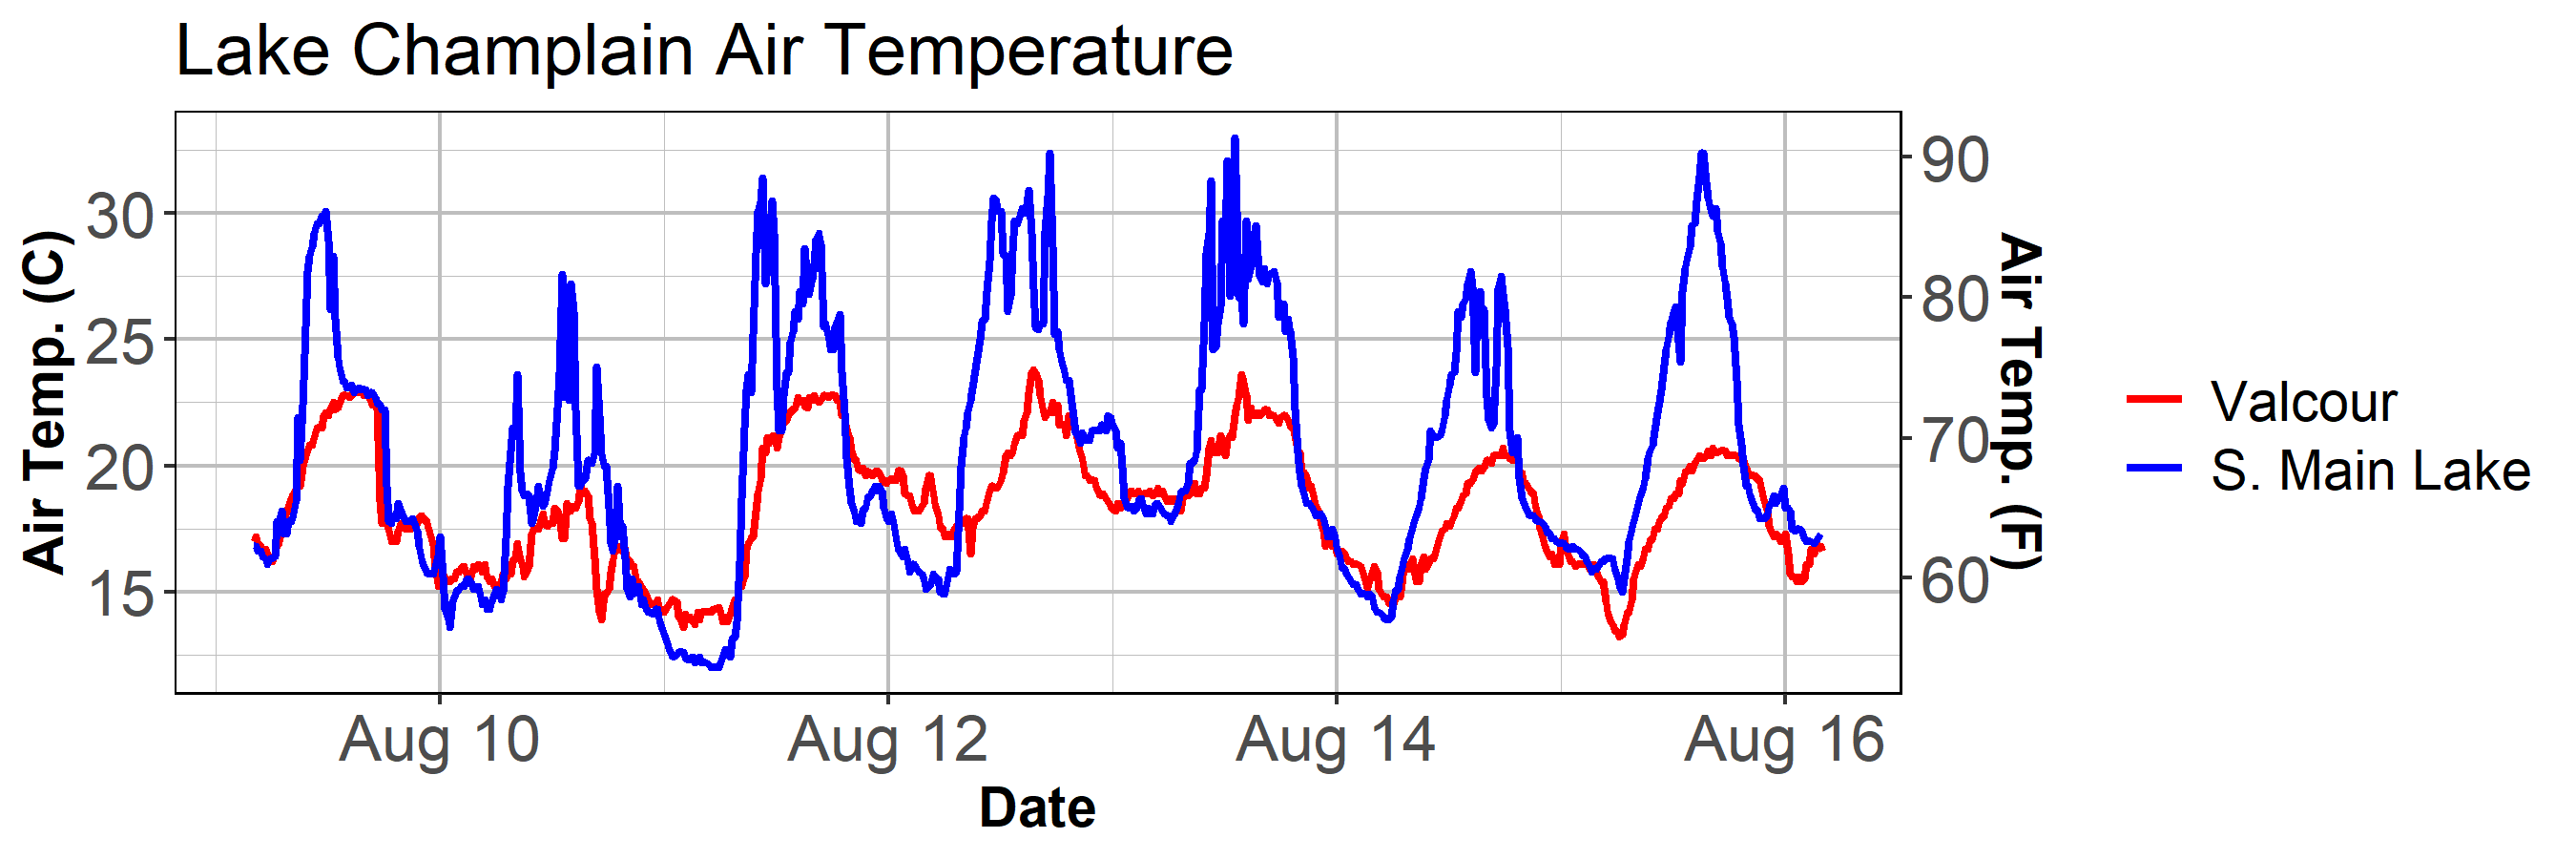 Lake Champlain Air Temperature
Air Temp. (C)
30
25
20
15
90
80
70
60
Air Temp. (F)
Aug 10
Aug 12
Aug 14
Aug 16
Date
Valcour
S. Main Lake